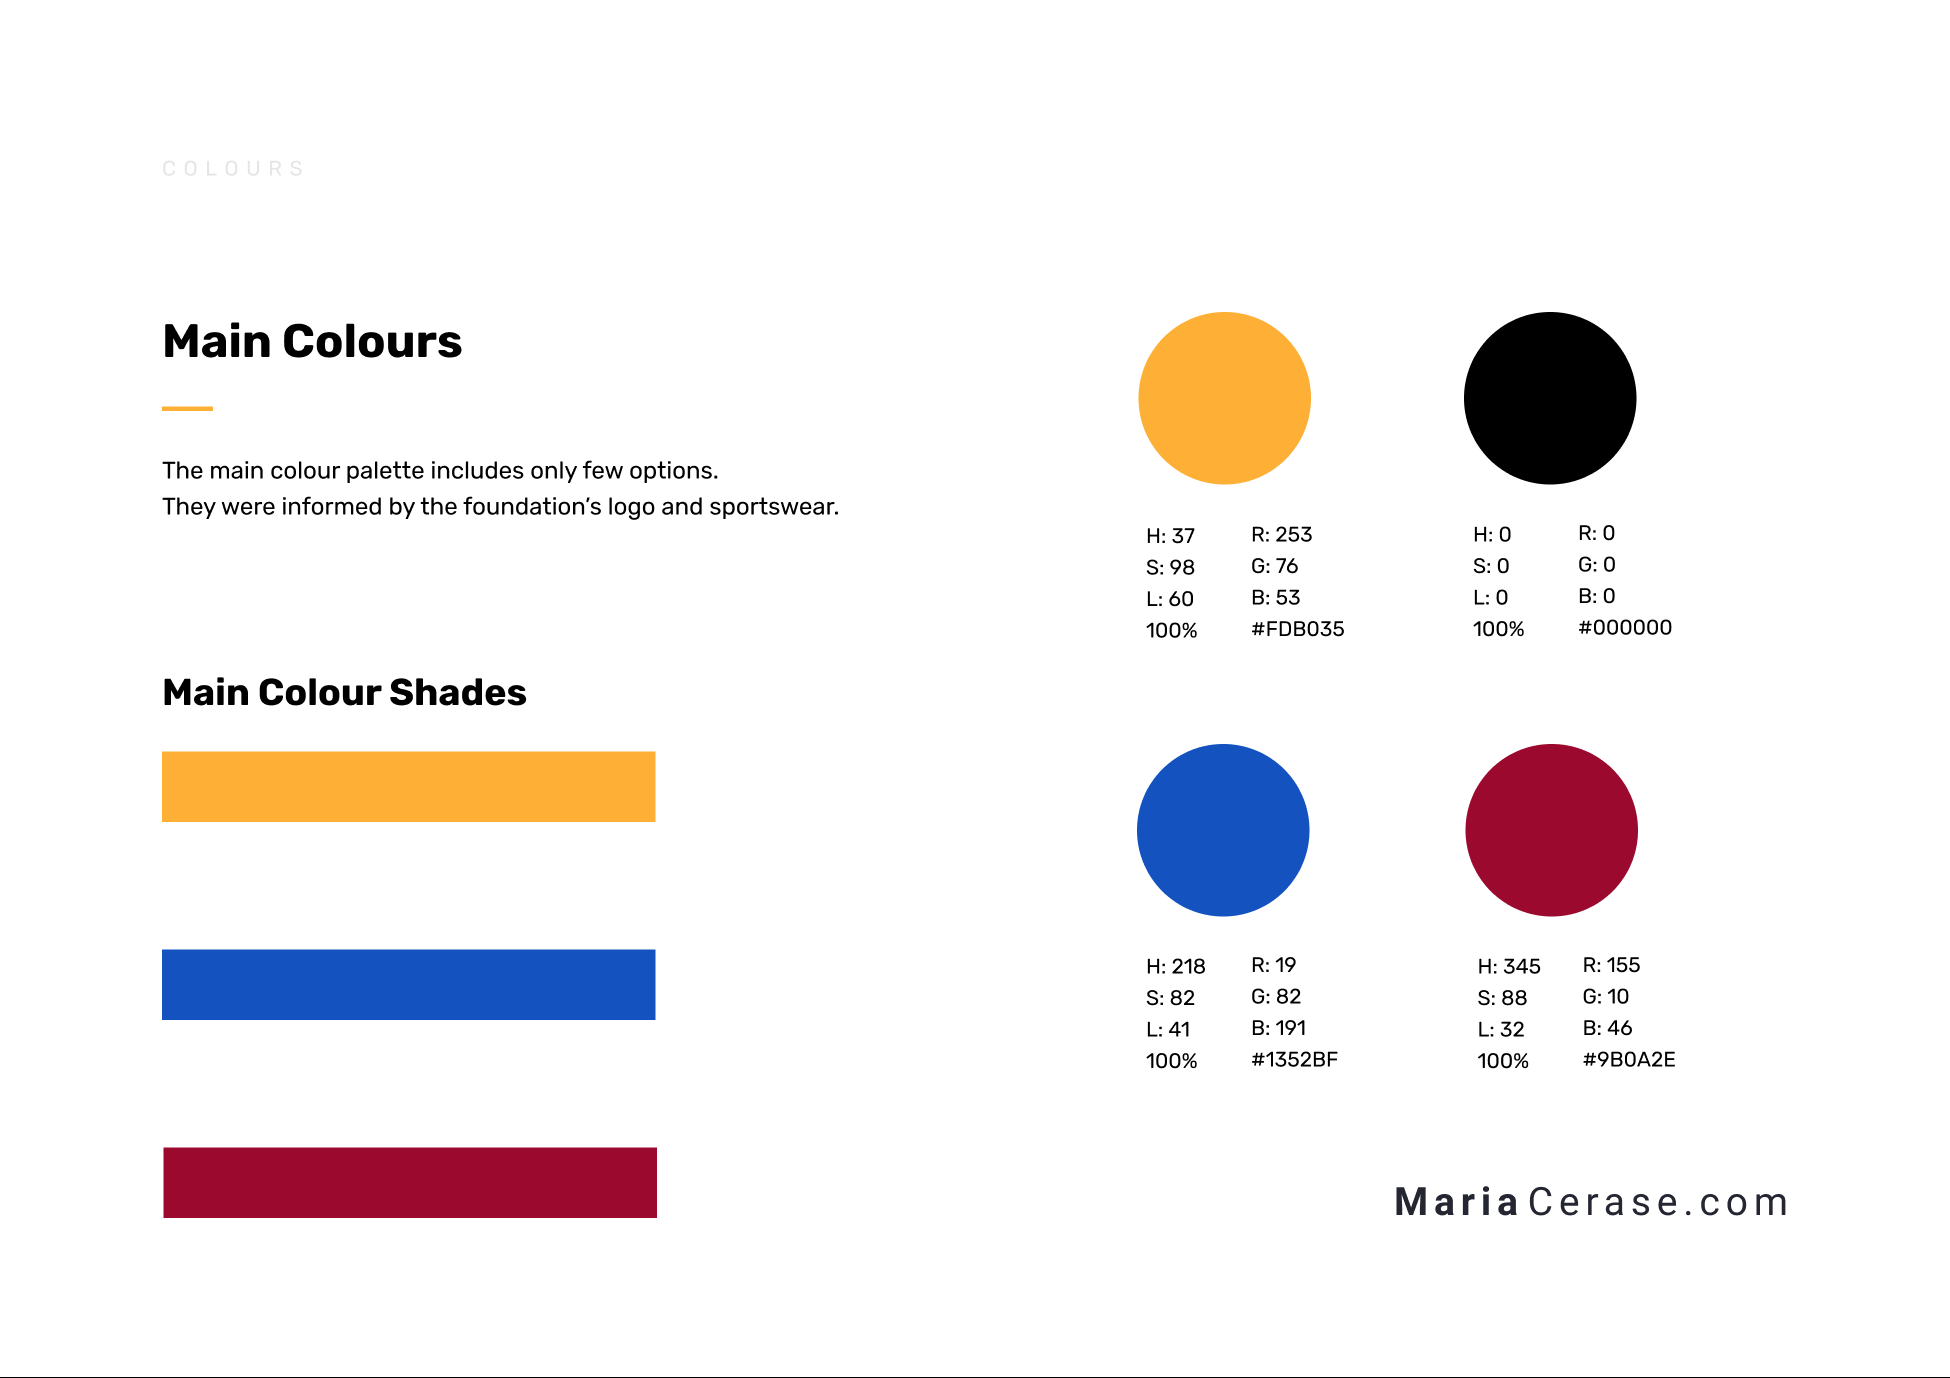 COLOURS
Main Colours
The main colour palette includes only few options.
They were informed by the foundation’s logo and sportswear.
Main Colour Shades
H: 37
S: 98
L: 60
100%
R: 253
G: 76
B: 53
#FDB035
H: 0
S: 0
L: 0
100%
R: 0
G: 0
B: 0
#000000
H: 218
S: 82
L: 41
100%
R: 19
G: 82
B: 191
#1352BF
H: 345
S: 88
L: 32
100%
R: 155
G: 10
B: 46
#9B0A2E
MariaCerase.com